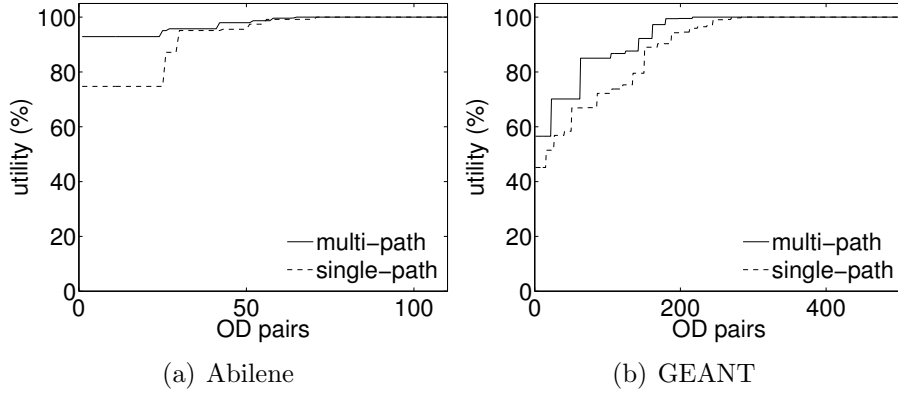 100
80
60
40
20
0
utility (%)
multi−path
single−path
0
50
100
OD pairs
(a) Abilene
100
80
60
40
20
0
utility (%)
multi−path
single−path
0
200
400
OD pairs
(b) GEANT